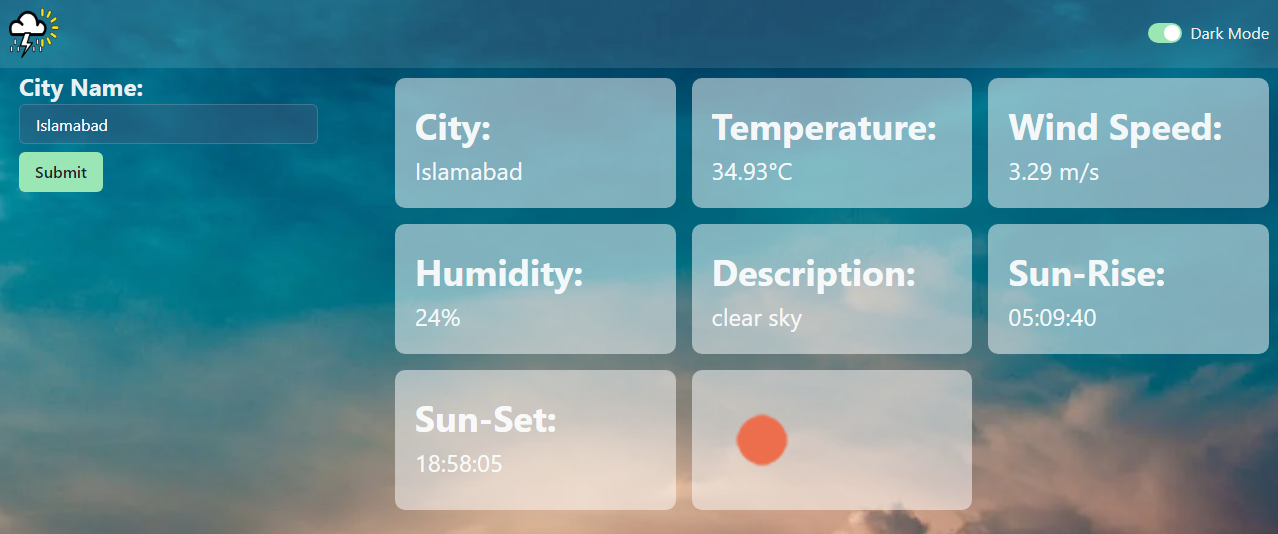 Dark Mode
City Name:
Islamabad
Submit
City:
Islamabad
Temperature:
34.93°C
Wind Speed:
3.29 m/s
Humidity:
24%
Description:
clear sky
Sun-Rise:
05:09:40
Sun-Set:
18:58:05